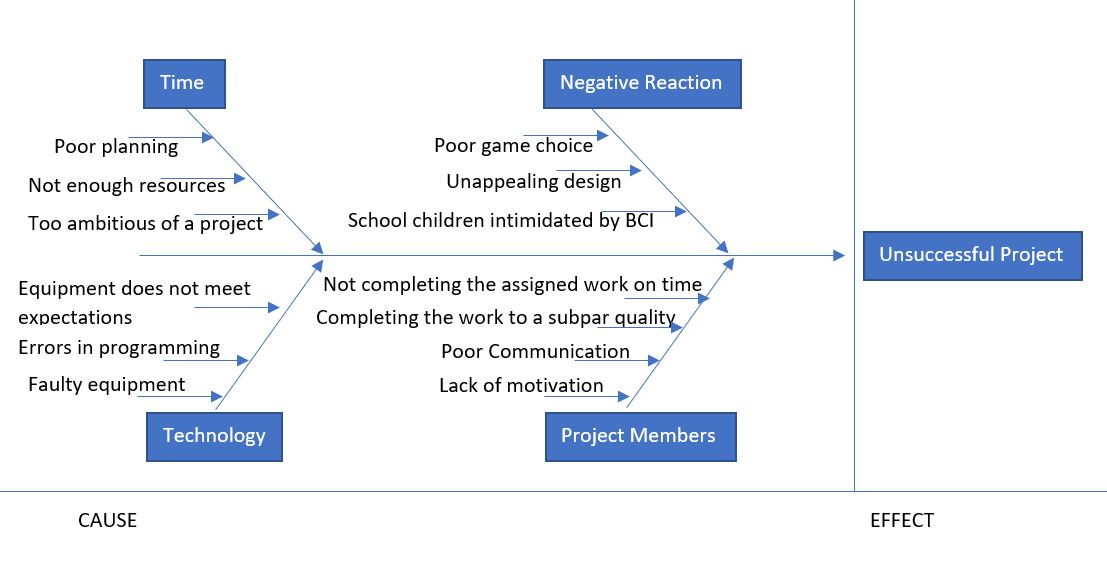 Time
Negative Reaction
Poor planning
Not enough resources
Too ambitious of a project
Poor game choice
Unappealing design
School children intimidated by BCI
Unsuccessful Project
Equipment does not meet
expectations
Errors in programming
Faulty equipment
Not completing the assigned work on time
Completing the work to a subpar quality
Poor Communication
Lack of motivation
Technology
Project Members
CAUSE
EFFECT